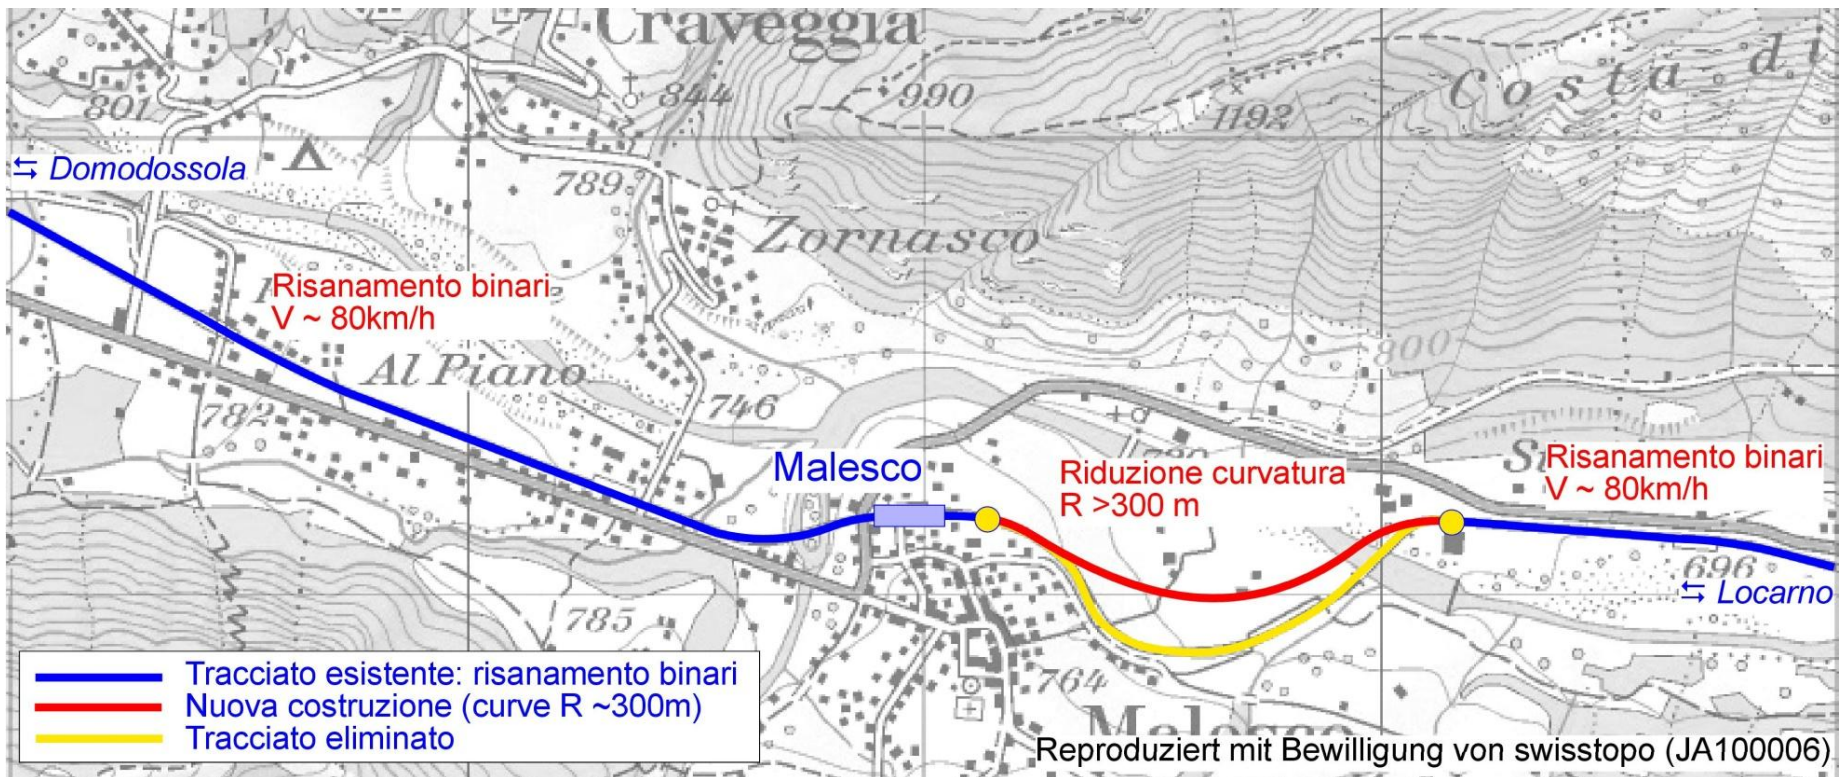 Craveggia
801
844
990
1192
Costa di
⇆ Domodossola
789
Zornasco
Risanamento binari
V ~ 80km/h
Al Piano
782
746
800
Malesco
Riduzione curvatura
R >300 m
Risanamento binari
V ~ 80km/h
696
⇆ Locarno
785
764
Tracciato esistente: risanamento binari
Nuova costruzione (curve R ~300m)
Tracciato eliminato
Malesco
Reproduziert mit Bewilligung von swisstopo (JA100006)